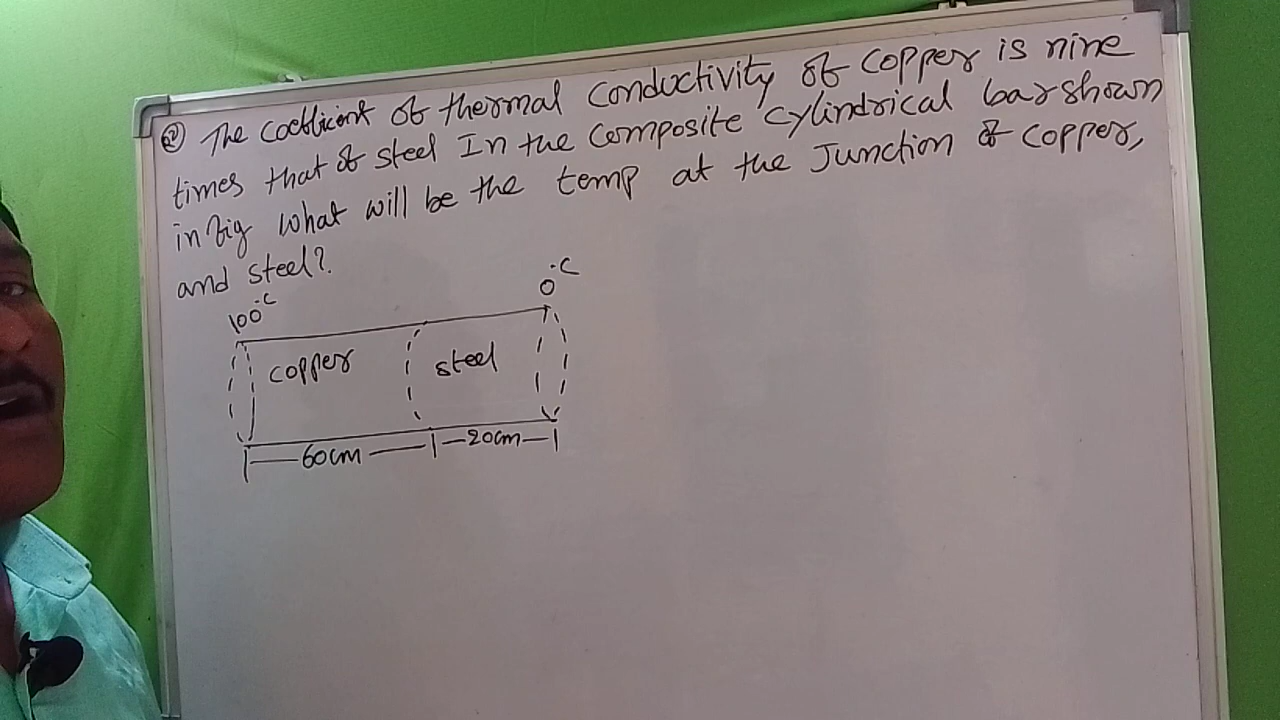 ② The coefficient of thermal conductivity of copper is nine
times that of steel In the composite cylindrical bar shown
in fig what will be the temp at the Junction of copper,
and steel?
100°C
0°C
copper
steel
60cm
20cm